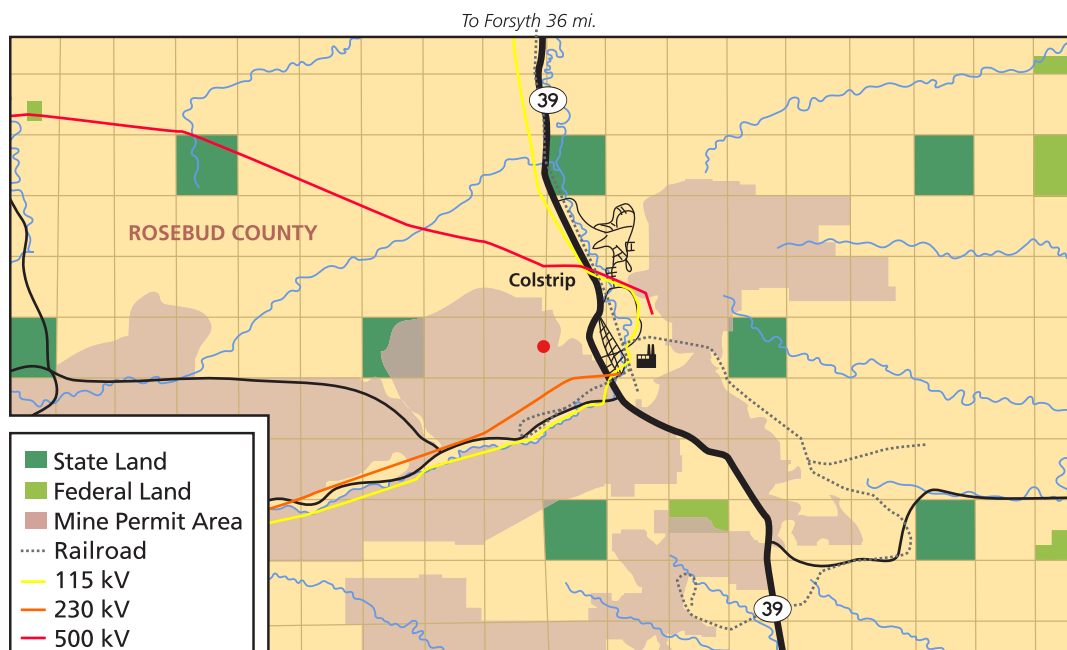 To Forsyth 36 mi.
39
ROSEBUD COUNTY
Colstrip
State Land
Federal Land
Mine Permit Area
Railroad
115 kV
230 kV
500 kV
39